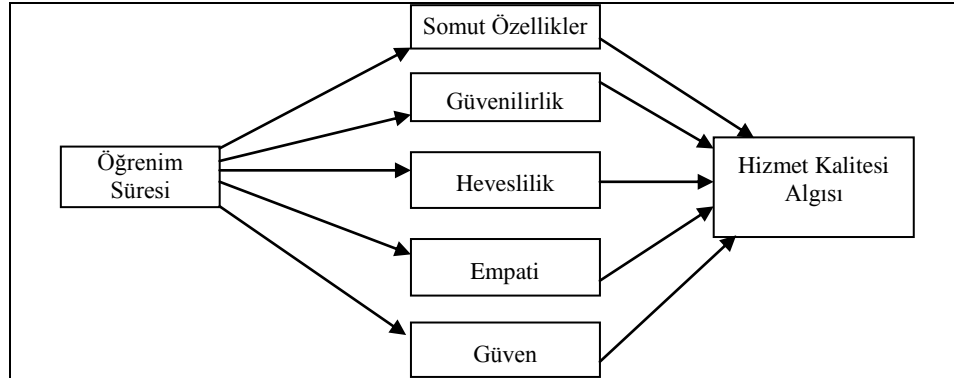 Somut Özellikler
Güvenilirlik
Öğrenim
Süresi
Heveslilik
Hizmet Kalitesi
Algısı
Empati
Güven